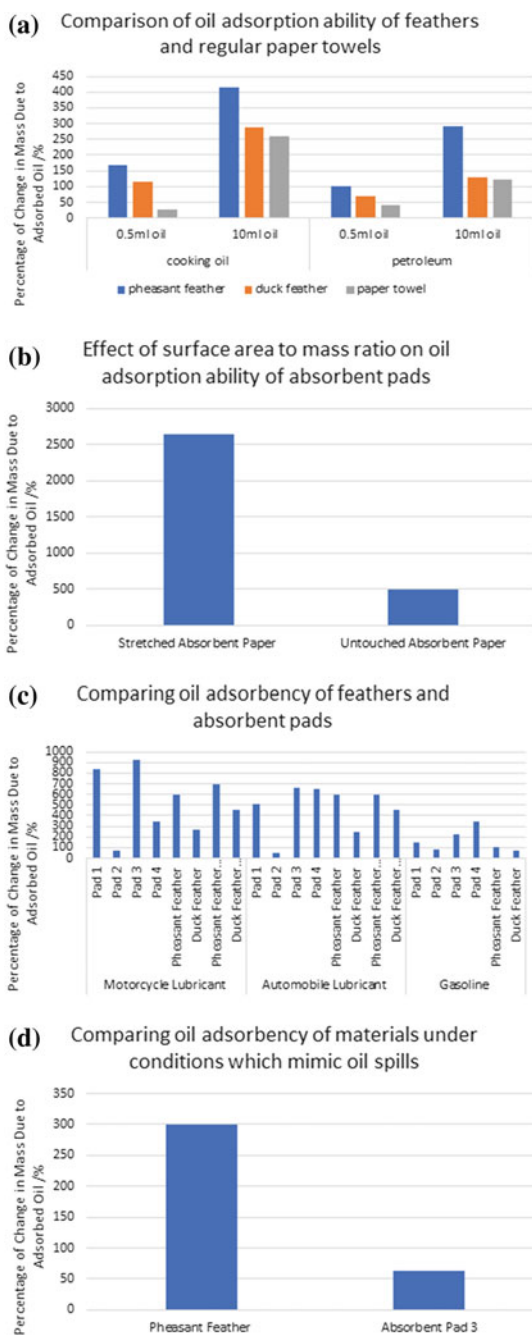 (a) Comparison of oil adsorption ability of feathers
and regular paper towels
Percentage of Change in Mass Due to
Adsorbed Oil /%
450
400
350
300
250
200
150
100
50
0
0.5ml oil 10ml oil 0.5ml oil 10ml oil
cooking oil petroleum
pheasant feather duck feather paper towel
(b) Effect of surface area to mass ratio on oil
adsorption ability of absorbent pads
Percentage of Change in Mass Due to
Adsorbed Oil /%
3000
2500
2000
1500
1000
500
0
Stretched Absorbent Paper Untouched Absorbent Paper
(c) Comparing oil adsorbency of feathers and
absorbent pads
Percentage of Change in Mass Due to
Adsorbed Oil /%
1000
900
800
700
600
500
400
300
200
100
0
Pad 1
Pad 2
Pad 3
Pad 4
Pheasant Feather
Duck Feather
Pheasant Feather...
Duck Feather...
Pad 1
Pad 2
Pad 3
Pad 4
Pheasant Feather
Duck Feather
Pheasant Feather...
Duck Feather...
Pad 1
Pad 2
Pad 3
Pad 4
Pheasant Feather
Duck Feather
Motorcycle Lubricant Automobile Lubricant Gasoline
(d) Comparing oil adsorbency of materials under
conditions which mimic oil spills
Percentage of Change in Mass Due to
Adsorbed Oil /%
350
300
250
200
150
100
50
0
Pheasant Feather Absorbent Pad 3